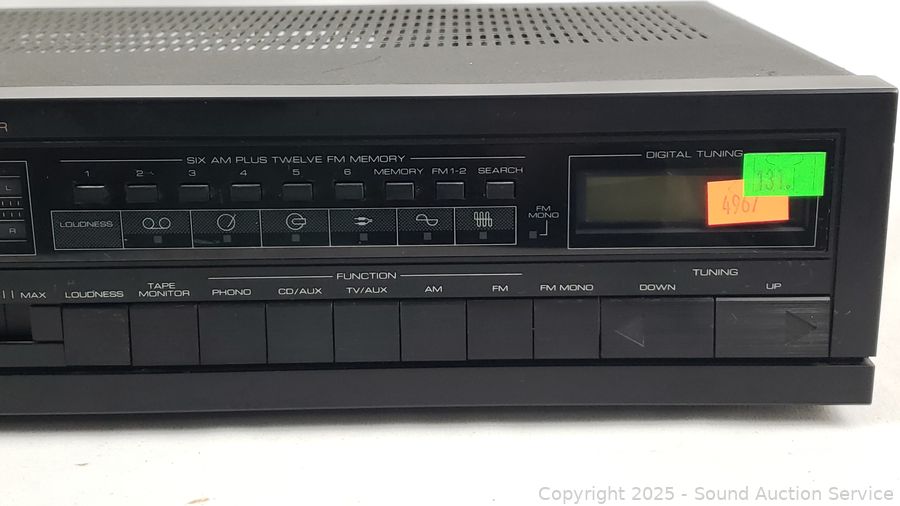 R
SIX AM PLUS TWELVE FM MEMORY
DIGITAL TUNING
1 2 3 4 5 6 MEMORY FM1-2 SEARCH
131.
4967
L
R
LOUDNESS
FM
MONO
FUNCTION
TUNING
MAX LOUDNESS TAPE MONITOR PHONO CD/AUX TV/AUX AM FM FM MONO DOWN UP
Copyright 2025 - Sound Auction Service